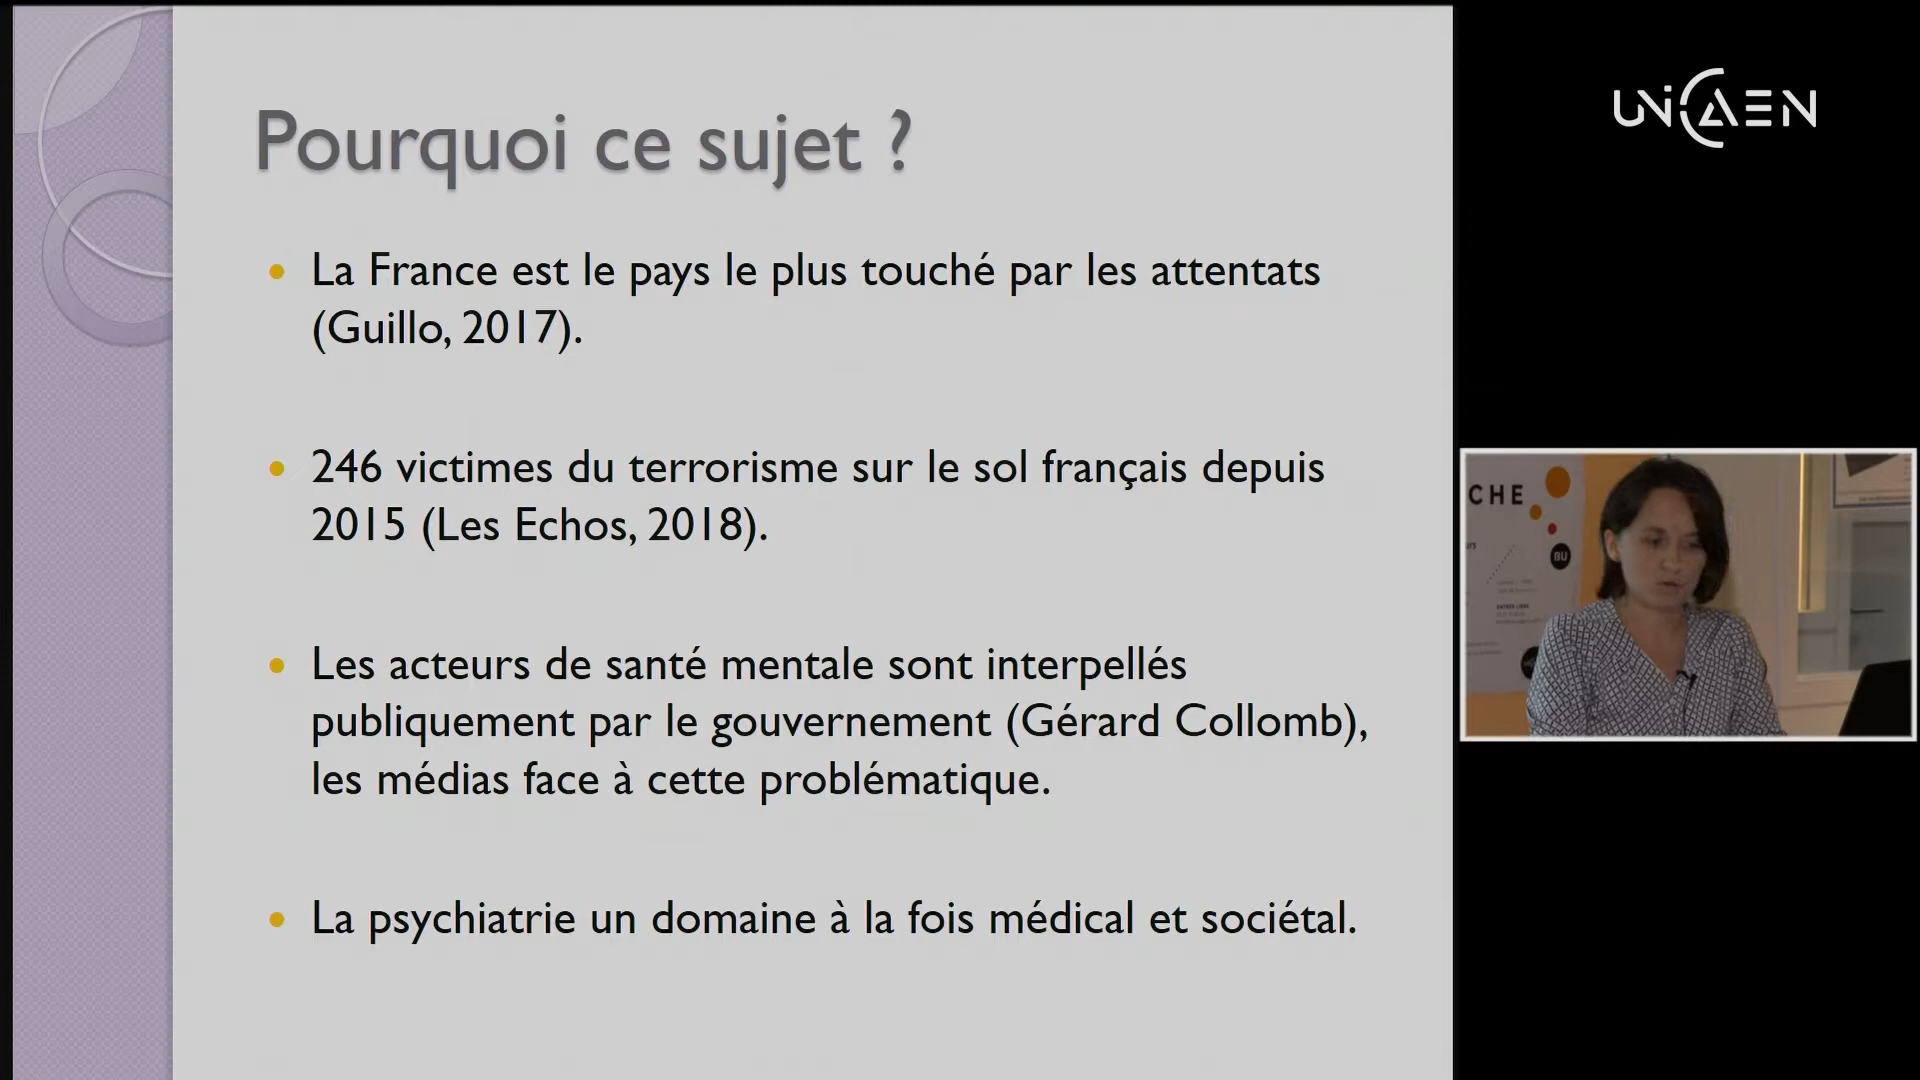 Pourquoi ce sujet ?
La France est le pays le plus touché par les attentats
(Guillo, 2017).
246 victimes du terrorisme sur le sol français depuis
2015 (Les Echos, 2018).
Les acteurs de santé mentale sont interpellés
publiquement par le gouvernement (Gérard Collomb),
les médias face à cette problématique.
La psychiatrie un domaine à la fois médical et sociétal.
UNICAEN
CHE
BU
ENTRÉE LIBRE